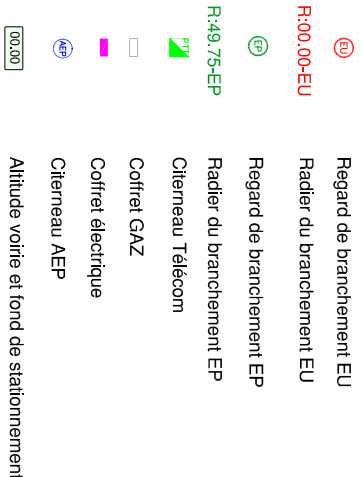 EU Regard de branchement EU
R:00.00-EU Radier du branchement EU
EP Regard de branchement EP
R:49.75-EP Radier du branchement EP
PTT Citerneau Télécom
Coffret GAZ
Coffret électrique
AEP Citerneau AEP
00.00 Altitude voirie et fond de stationnement